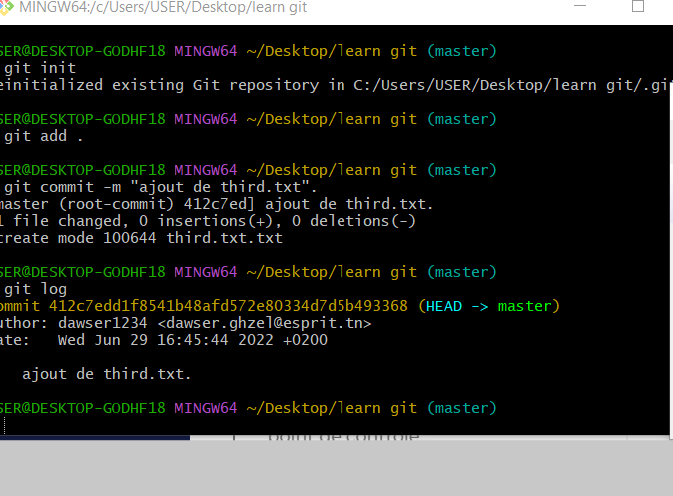 MINGW64:/c/Users/USER/Desktop/learn git
SER@DESKTOP-GODHF18 MINGW64 ~/Desktop/learn git (master)
git init
einitialized existing Git repository in C:/Users/USER/Desktop/learn git/.gi
SER@DESKTOP-GODHF18 MINGW64 ~/Desktop/learn git (master)
git add .
SER@DESKTOP-GODHF18 MINGW64 ~/Desktop/learn git (master)
git commit -m "ajout de third.txt".
master (root-commit) 412c7ed] ajout de third.txt.
1 file changed, 0 insertions(+), 0 deletions(-)
create mode 100644 third.txt.txt
SER@DESKTOP-GODHF18 MINGW64 ~/Desktop/learn git (master)
git log
ommit 412c7edd1f8541b48afd572e80334d7d5b493368 (HEAD -> master)
uthor: dawser1234 <dawser.ghzel@esprit.tn>
ate: Wed Jun 29 16:45:44 2022 +0200
ajout de third.txt.
SER@DESKTOP-GODHF18 MINGW64 ~/Desktop/learn git (master)
point de contrôle